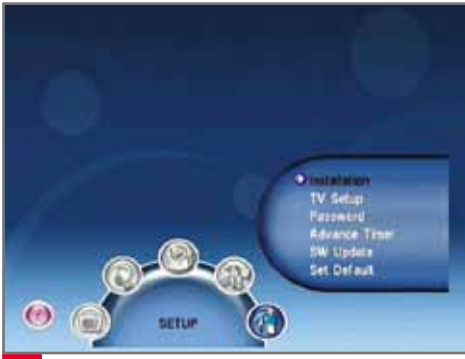 Installation
TV Setup
Password
Advance Timer
SW Update
Set Default
SETUP